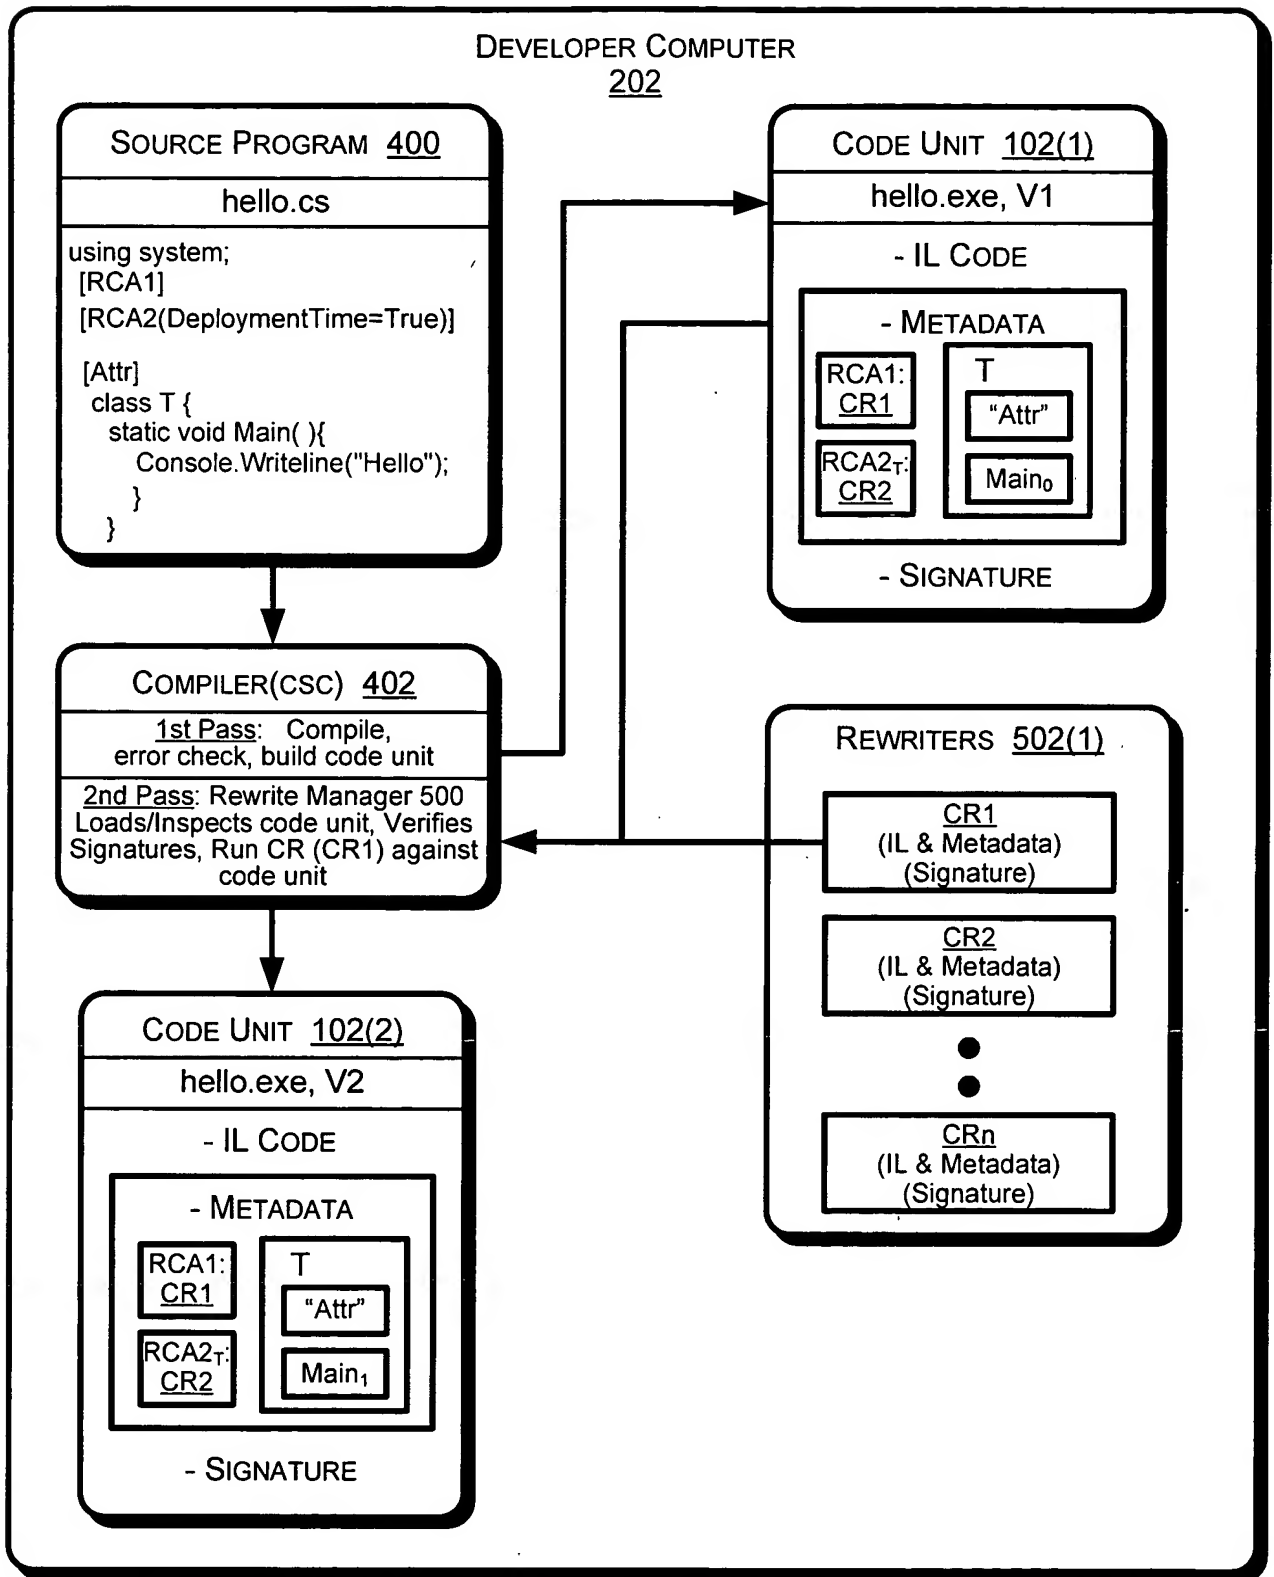 DEVELOPER COMPUTER
202
SOURCE PROGRAM 400
hello.cs
using system;
[RCA1]
[RCA2(DeploymentTime=True)]
[Attr]
class T {
static void Main( ){
Console.Writeline("Hello");
}
}
COMPILER(CSC) 402
1st Pass: Compile,
error check, build code unit
2nd Pass: Rewrite Manager 500
Loads/Inspects code unit, Verifies
Signatures, Run CR (CR1) against
code unit
CODE UNIT 102(2)
hello.exe, V2
- IL CODE
- METADATA
RCA1:
CR1
RCA2T:
CR2
T
“Attr”
Main1
- SIGNATURE
CODE UNIT 102(1)
hello.exe, V1
- IL CODE
- METADATA
RCA1:
CR1
RCA2T:
CR2
T
“Attr”
Main0
- SIGNATURE
REWRITERS 502(1)
CR1
(IL & Metadata)
(Signature)
CR2
(IL & Metadata)
(Signature)
CRn
(IL & Metadata)
(Signature)